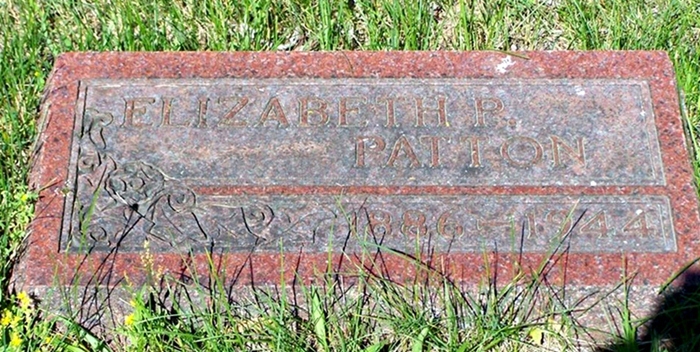 ELIZABETH P.
PATTON
1886 - 1944